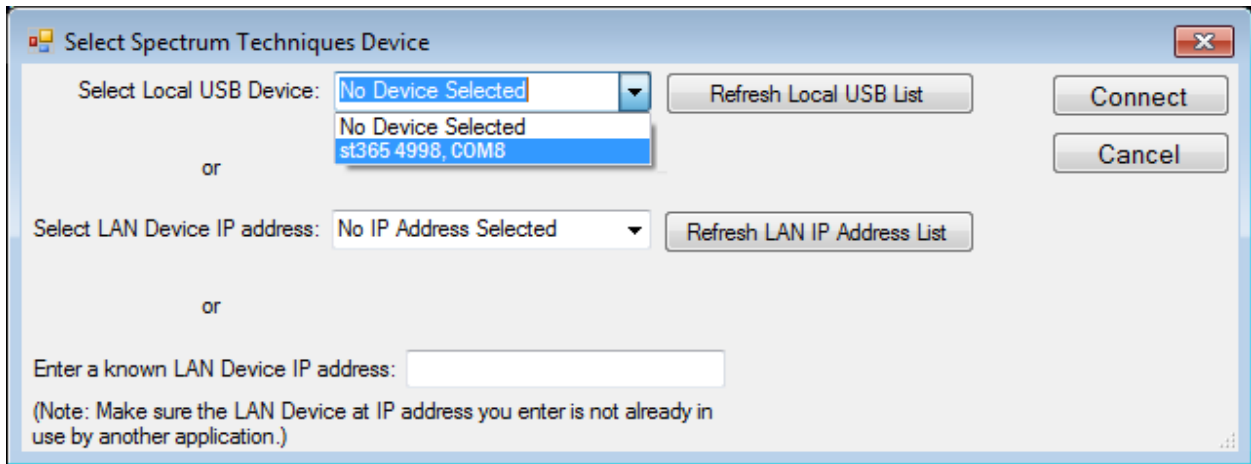 Select Spectrum Techniques Device
Select Local USB Device: No Device Selected Refresh Local USB List Connect
No Device Selected
st365 4998, COM8
Cancel
or
Select LAN Device IP address: No IP Address Selected Refresh LAN IP Address List
or
Enter a known LAN Device IP address:
(Note: Make sure the LAN Device at IP address you enter is not already in
use by another application.)